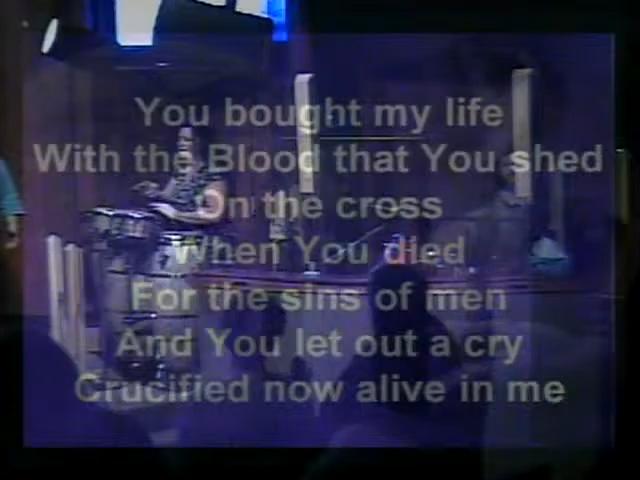 You bought my life
With the Blood that You shed
On the cross
When You died
For the sins of men
And You let out a cry
Crucified now alive in me